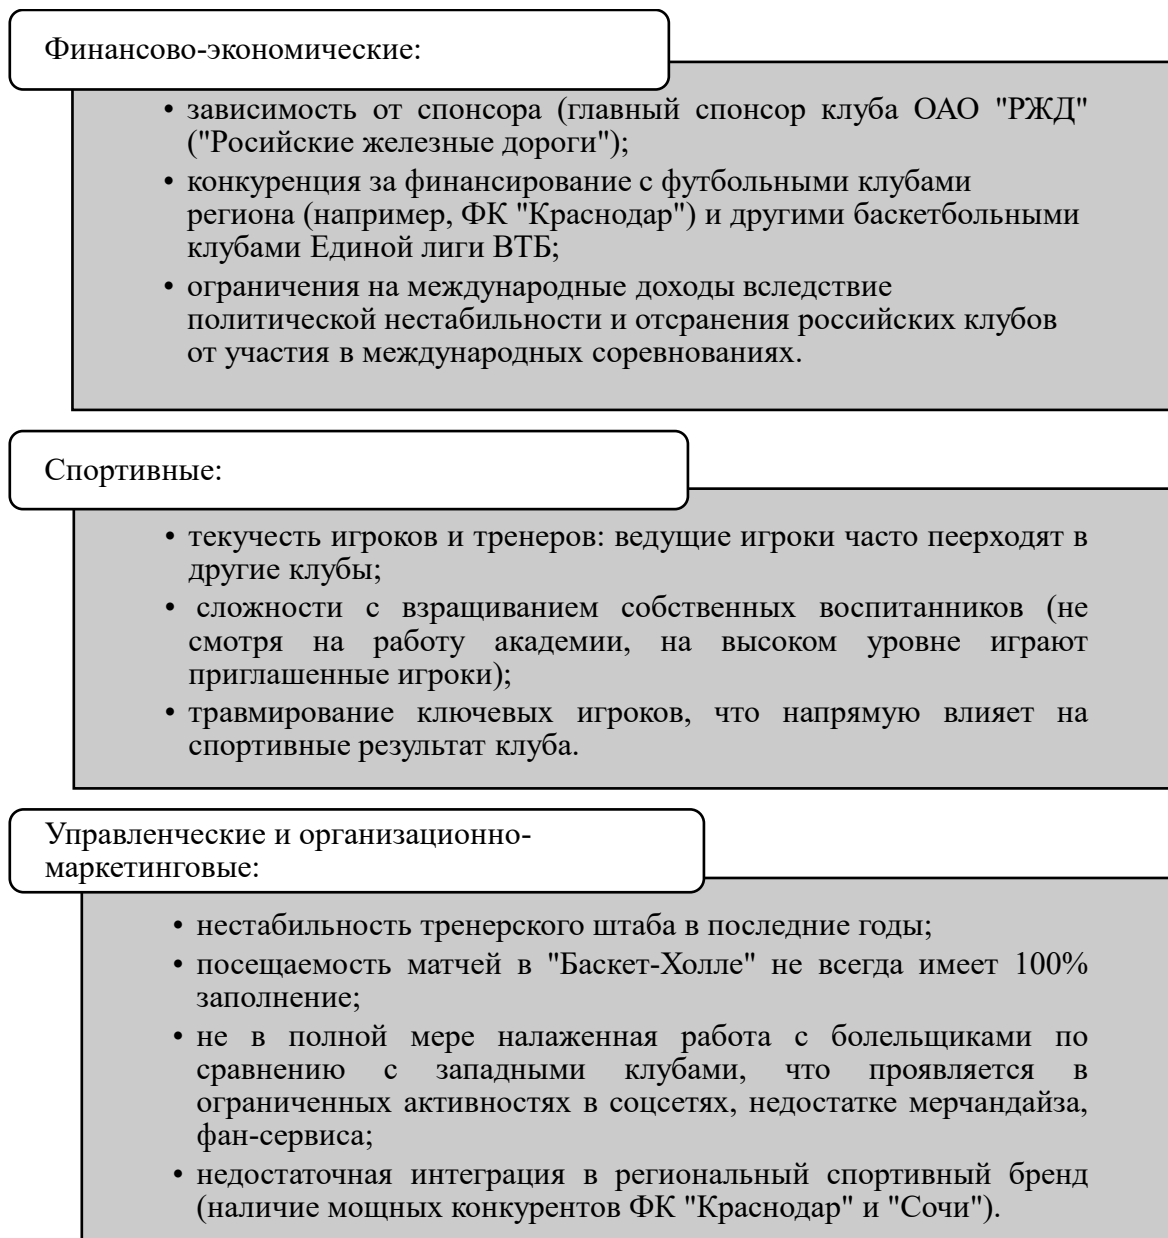 Финансово-экономические:
• зависимость от спонсора (главный спонсор клуба ОАО "РЖД"
("Росийские железные дороги");
• конкуренция за финансирование с футбольными клубами
региона (например, ФК "Краснодар") и другими баскетбольными
клубами Единой лиги ВТБ;
• ограничения на международные доходы вследствие
политической нестабильности и отсранения российских клубов
от участия в международных соревнованиях.
Спортивные:
• текучесть игроков и тренеров: ведущие игроки часто пеерходят в
другие клубы;
• сложности с взращиванием собственных воспитанников (не
смотря на работу академии, на высоком уровне играют
приглашенные игроки);
• травмирование ключевых игроков, что напрямую влияет на
спортивные результат клуба.
Управленческие и организационно-
маркетинговые:
• нестабильность тренерского штаба в последние годы;
• посещаемость матчей в "Баскет-Холле" не всегда имеет 100%
заполнение;
• не в полной мере налаженная работа с болельщиками по
сравнению с западными клубами, что проявляется в
ограниченных активностях в соцсетях, недостатке мерчандайза,
фан-сервиса;
• недостаточная интеграция в региональный спортивный бренд
(наличие мощных конкурентов ФК "Краснодар" и "Сочи").